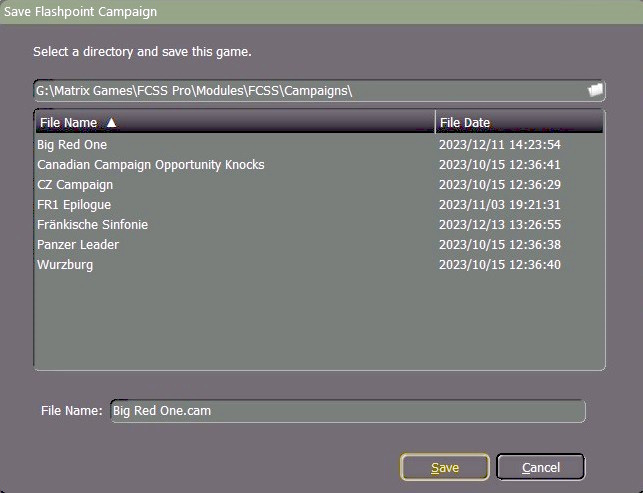 Save Flashpoint Campaign
Select a directory and save this game.
G:\Matrix Games\FCSS Pro\Modules\FCSS\Campaigns\
File Name ▲ File Date
Big Red One 2023/12/11 14:23:54
Canadian Campaign Opportunity Knocks 2023/10/15 12:36:41
CZ Campaign 2023/10/15 12:36:29
FR1 Epilogue 2023/11/03 19:21:31
Fränkische Sinfonie 2023/12/13 13:26:55
Panzer Leader 2023/10/15 12:36:38
Wurzburg 2023/10/15 12:36:40
File Name: Big Red One.cam
Save Cancel